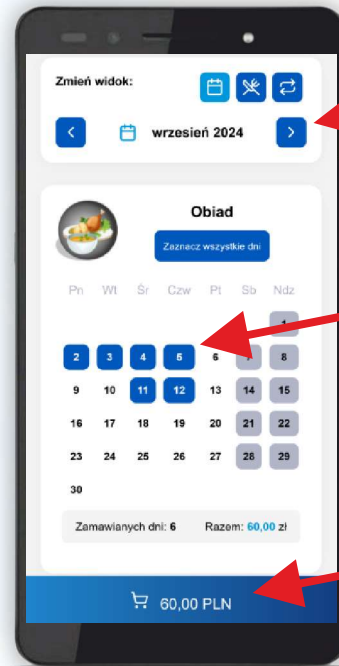 Zmień widok:
wrzesień 2024
Obiad
Zaznacz wszystkie dni
Pn Wt Śr Czw Pt Sb Ndz
1
2 3 4 5 6 7 8
9 10 11 12 13 14 15
16 17 18 19 20 21 22
23 24 25 26 27 28 29
30
Zamawianych dni: 6 Razem: 60,00 zł
60,00 PLN